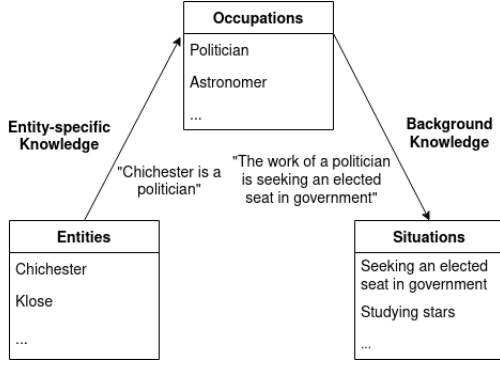 Occupations
Politician
Astronomer
...
Entity-specific
Knowledge
"Chichester is a
politician"
Background
Knowledge
"The work of a politician
is seeking an elected
seat in government"
Entities
Chichester
Klose
...
Situations
Seeking an elected
seat in government
Studying stars
...